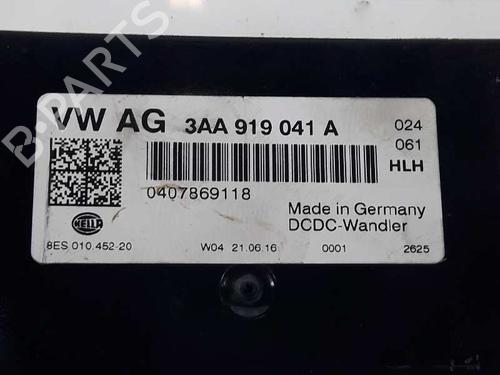 VW AG 3AA 919 041 A 024
061
HLH
0407869118
HELLA
Made in Germany
DCDC-Wandler
8ES 010.452-20 W04 21.06.16 0001 2625
B-PARTS